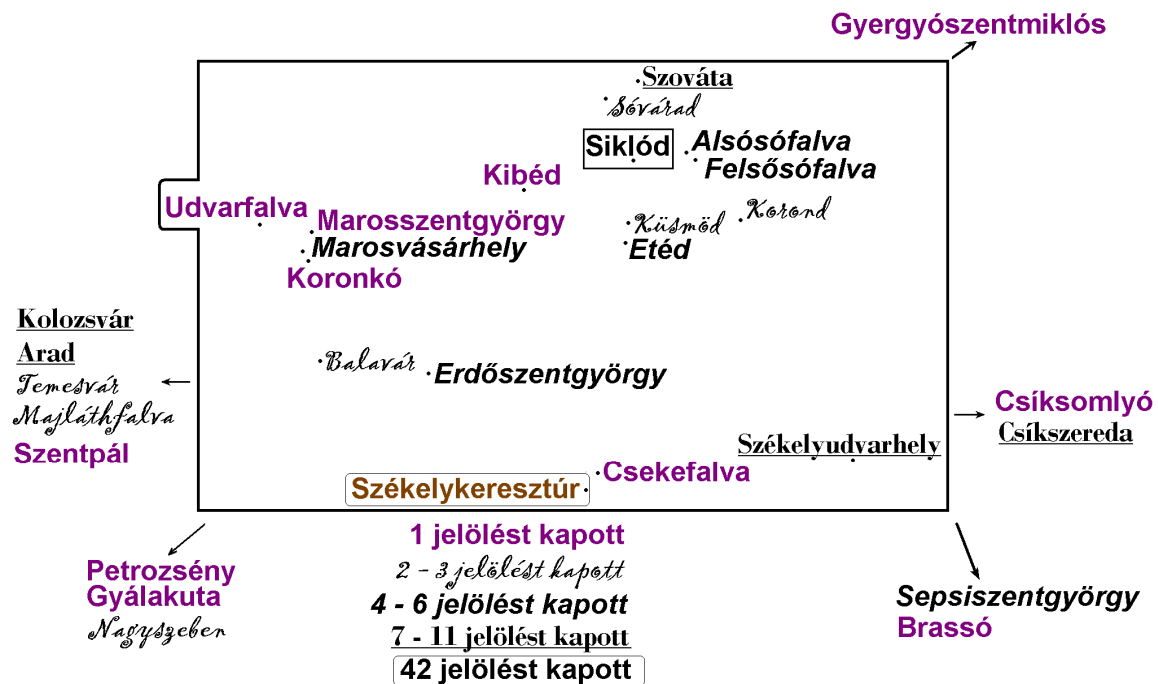 Gyergyószentmiklós
Szováta
Sóvárad
Siklód
Alsósófalva
Felsősófalva
Kibéd
Udvarfalva
Marosszentgyörgy
Marosvásárhely
Koronkó
Küsmöd
Korond
Etéd
Kolozsvár
Arad
Temesvár
Majláthfalva
Szentpál
Balavár
Erdőszentgyörgy
Csíksomlyó
Csíkszereda
Székelyudvarhely
Csekefalva
Székelykeresztúr
Petrozsény
Gyálakuta
Nagyszeben
1 jelölést kapott
2 - 3 jelölést kapott
4 - 6 jelölést kapott
7 - 11 jelölést kapott
42 jelölést kapott
Sepsiszentgyörgy
Brassó